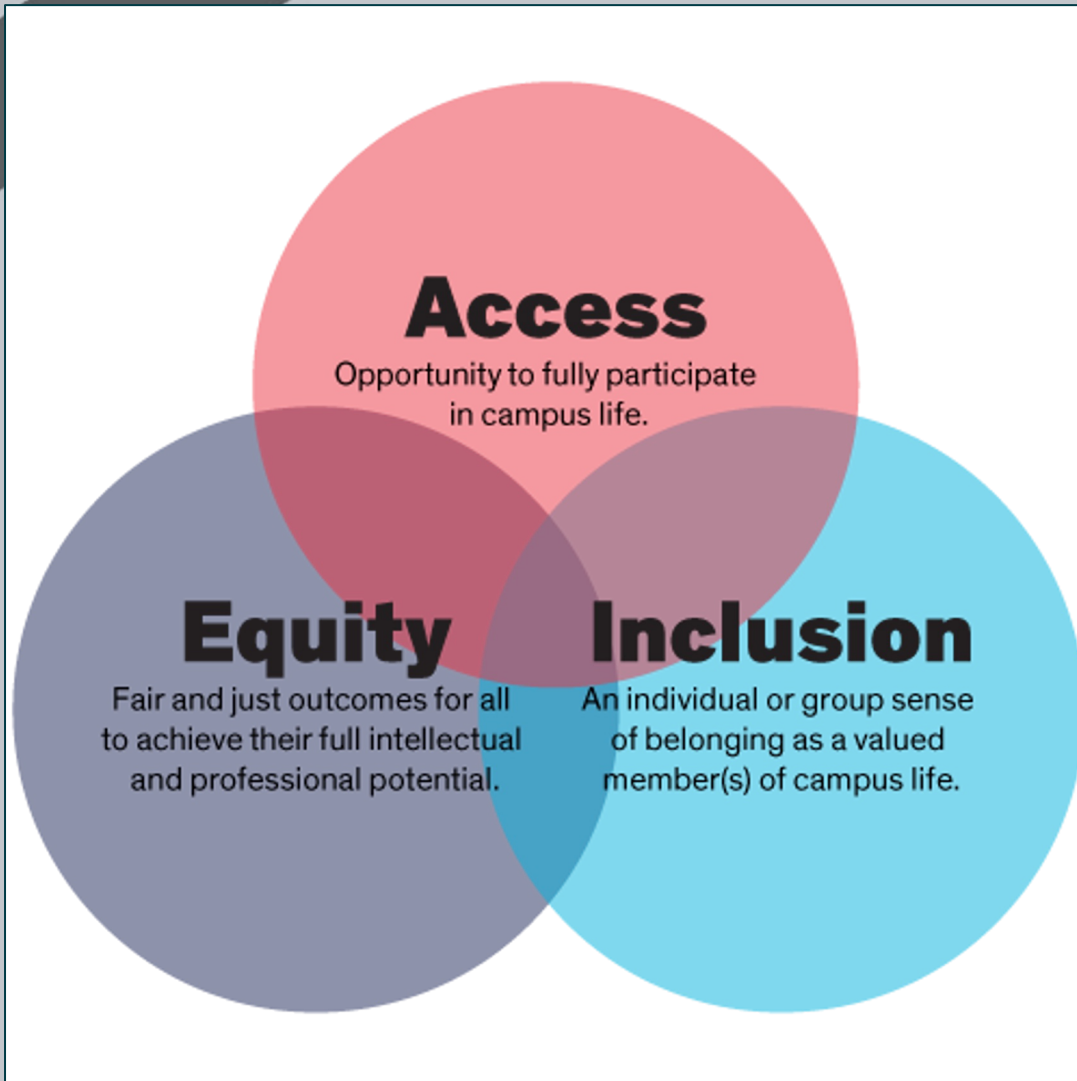 Access
Opportunity to fully participate
in campus life.
Equity
Fair and just outcomes for all
to achieve their full intellectual
and professional potential.
Inclusion
An individual or group sense
of belonging as a valued
member(s) of campus life.